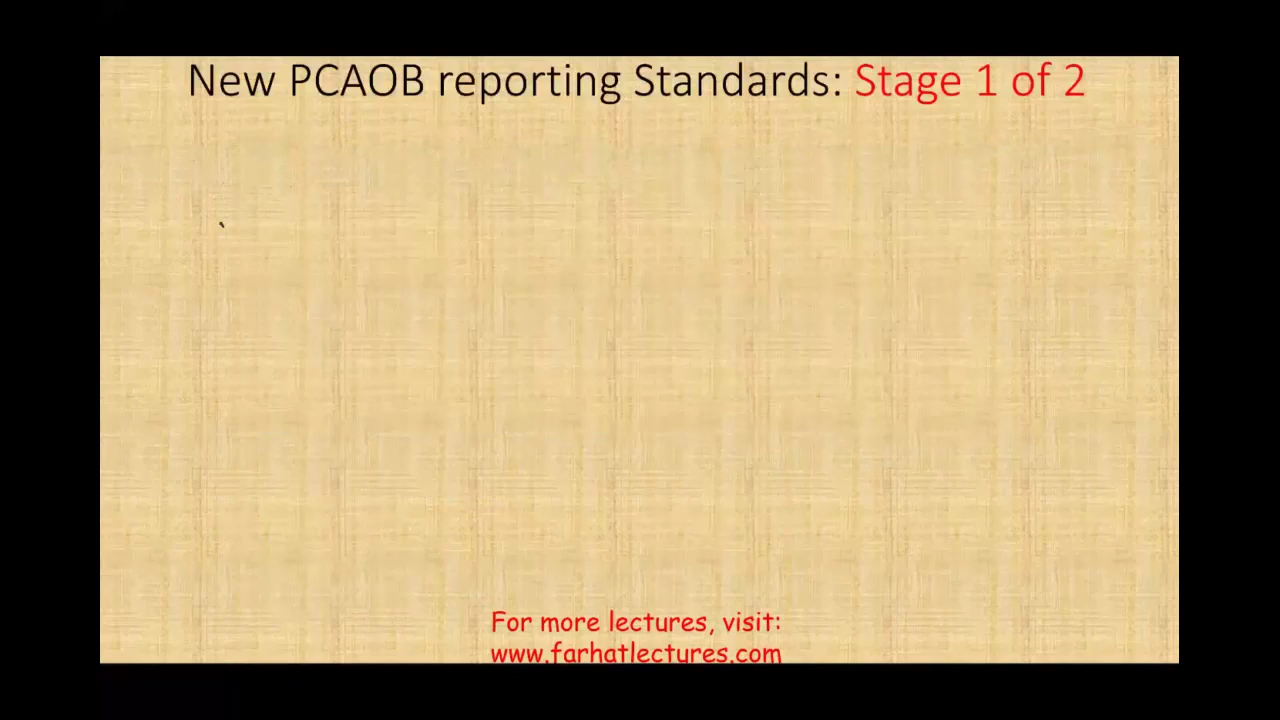 New PCAOB reporting Standards: Stage 1 of 2
For more lectures, visit:
www.farhatlectures.com